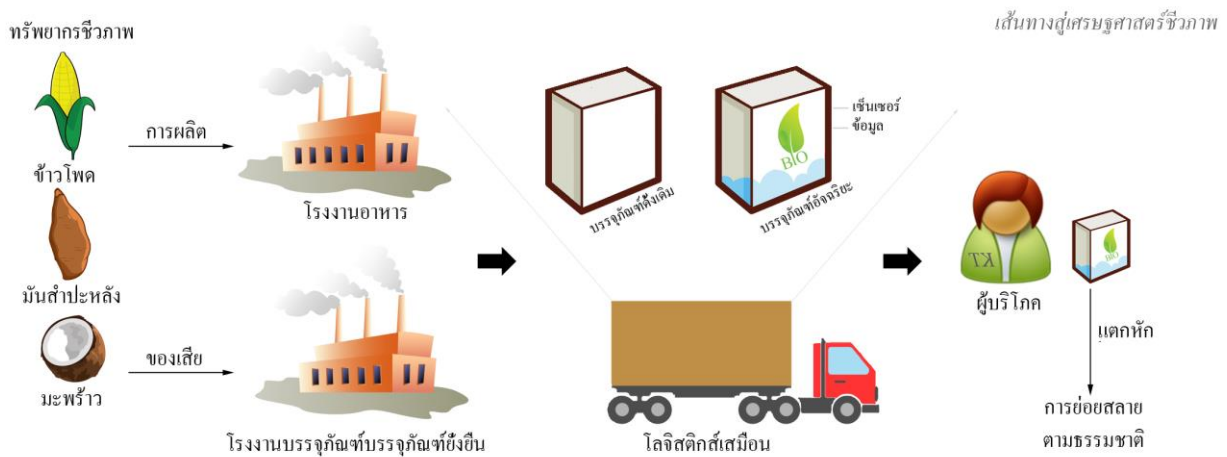 เส้นทางสู่เศรษฐศาสตร์ชีวภาพ
ทรัพยากรชีวภาพ
ข้าวโพด
มันสำปะหลัง
มะพร้าว
การผลิต
ของเสีย
โรงงานอาหาร
โรงงานบรรจุภัณฑ์บรรจุภัณฑ์ยั่งยืน
บรรจุภัณฑ์ดั้งเดิม
BIO
เซ็นเซอร์
ข้อมูล
บรรจุภัณฑ์อัจฉริยะ
โลจิสติกส์เสมือน
KT
ผู้บริโภค
BIO
แตกหัก
การย่อยสลาย
ตามธรรมชาติ